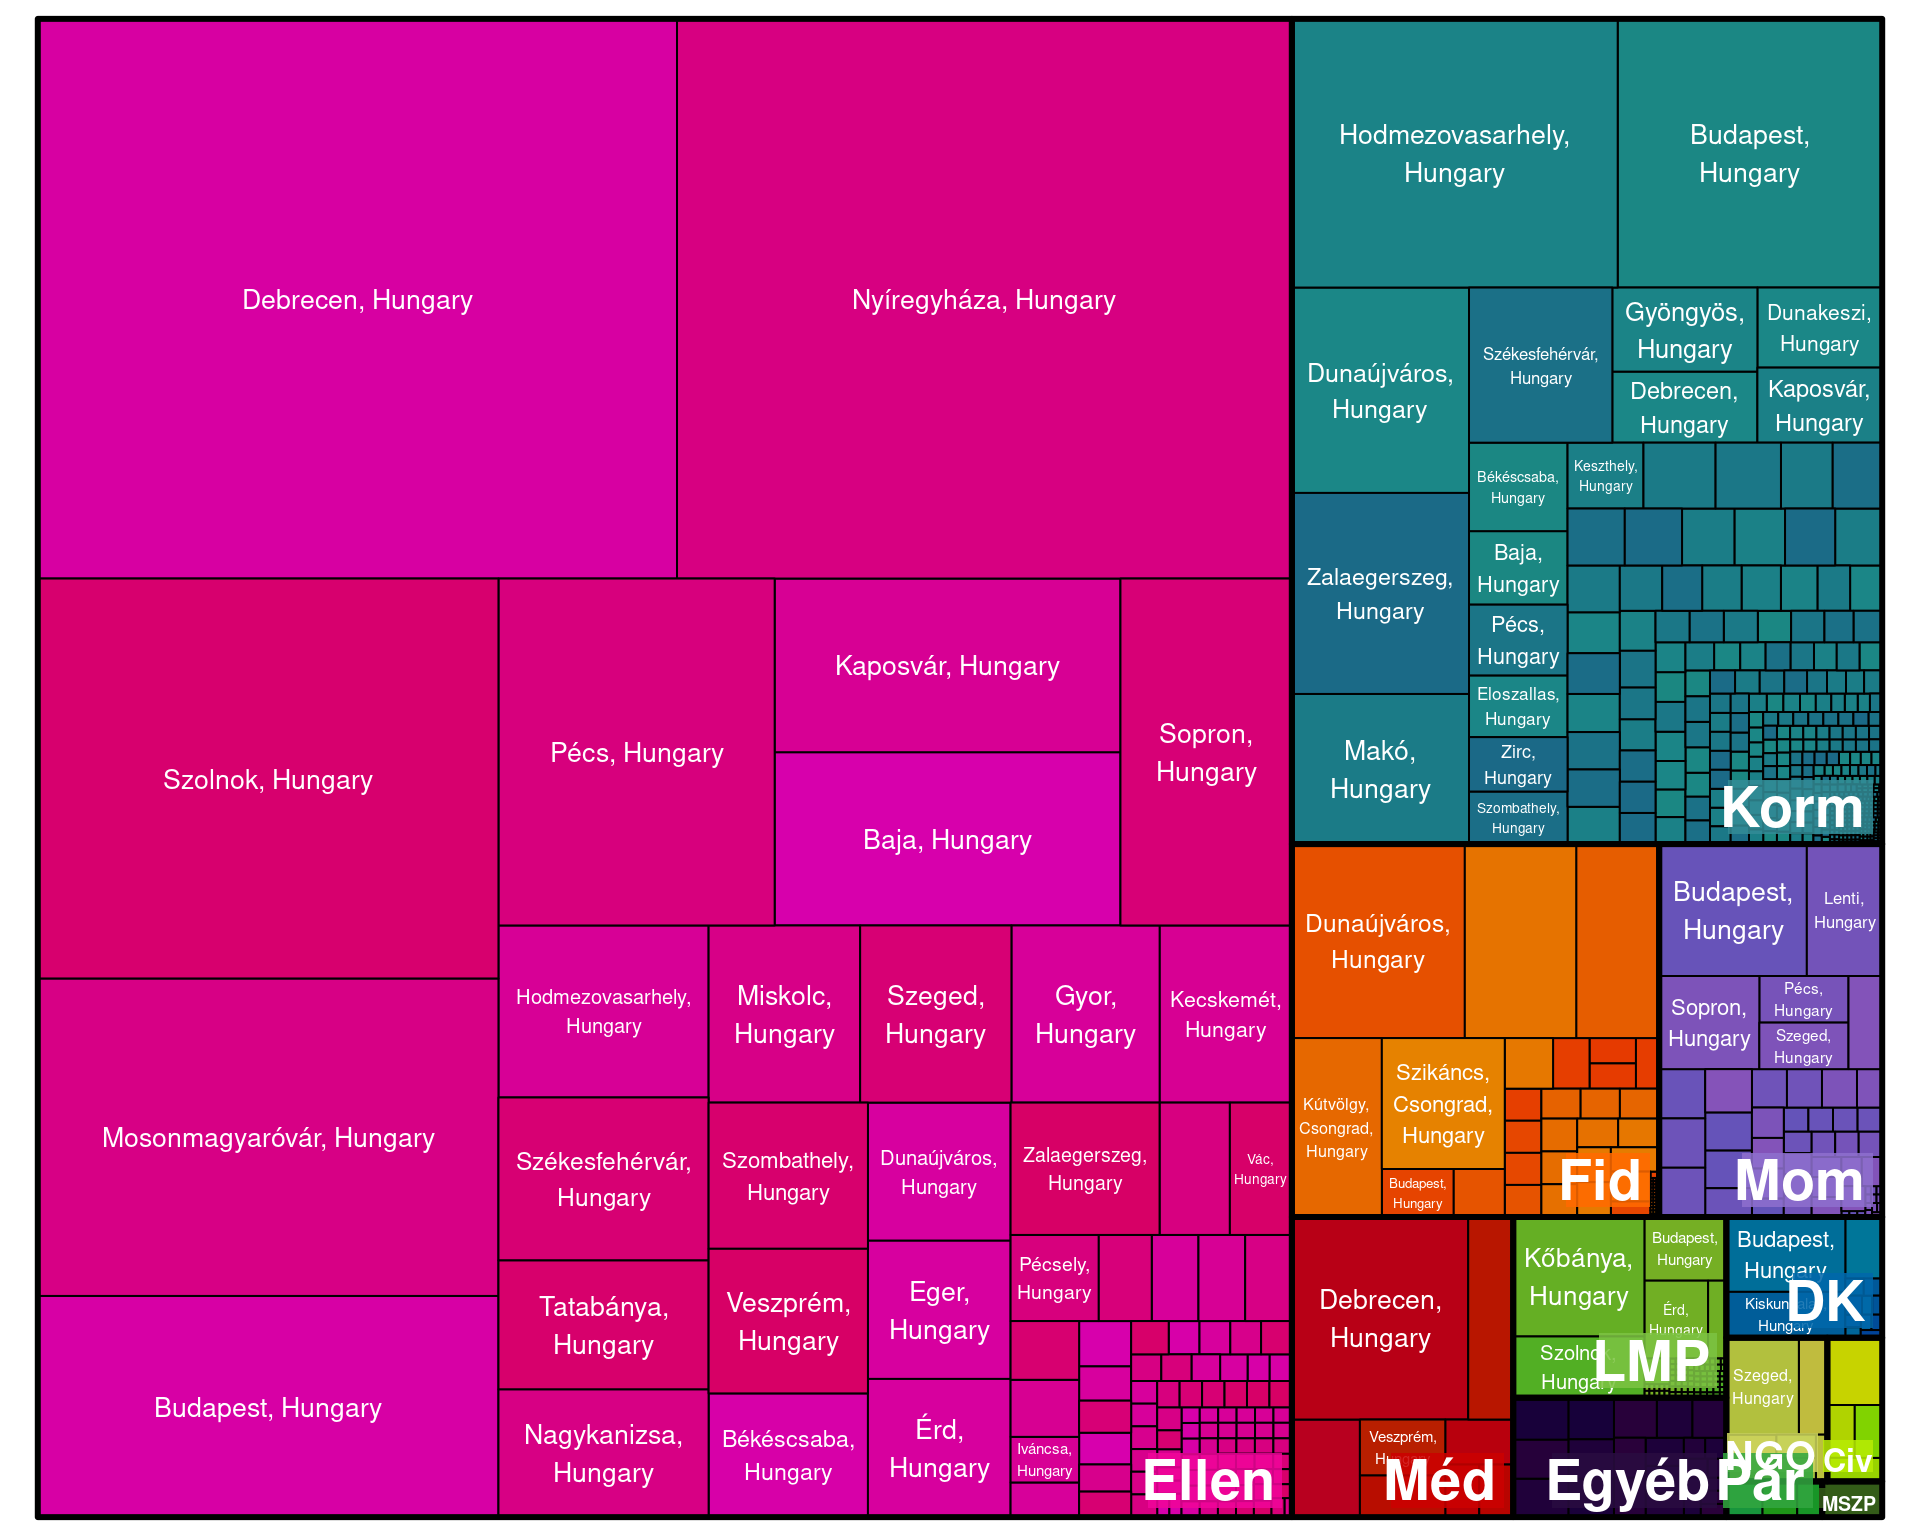 Debrecen, Hungary
Nyíregyháza, Hungary
Szolnok, Hungary
Mosonmagyaróvár, Hungary
Budapest, Hungary
Pécs, Hungary
Kaposvár, Hungary
Baja, Hungary
Sopron,
Hungary
Hodmezovasarhely,
Hungary
Miskolc,
Hungary
Szeged,
Hungary
Gyor,
Hungary
Kecskemét,
Hungary
Székesfehérvár,
Hungary
Tatabánya,
Hungary
Nagykanizsa,
Hungary
Szombathely,
Hungary
Veszprém,
Hungary
Békéscsaba,
Hungary
Dunaújváros,
Hungary
Eger,
Hungary
Érd,
Hungary
Zalaegerszeg,
Hungary
Vác,
Hungary
Pécsely,
Hungary
Iváncsa,
Hungary
Ellen
Hodmezovasarhely,
Hungary
Budapest,
Hungary
Dunaújváros,
Hungary
Zalaegerszeg,
Hungary
Makó,
Hungary
Székesfehérvár,
Hungary
Gyöngyös,
Hungary
Dunakeszi,
Hungary
Debrecen,
Hungary
Kaposvár,
Hungary
Békéscsaba,
Hungary
Keszthely,
Hungary
Baja,
Hungary
Pécs,
Hungary
Eloszallas,
Hungary
Zirc,
Hungary
Szombathely,
Hungary
Korm
Dunaújváros,
Hungary
Kútvölgy,
Csongrad,
Hungary
Szikáncs,
Csongrad,
Hungary
Budapest,
Hungary
Fid
Budapest,
Hungary
Lenti,
Hungary
Sopron,
Hungary
Pécs,
Hungary
Szeged,
Hungary
Mom
Debrecen,
Hungary
Veszprém,
Méd
Kőbánya,
Hungary
Budapest,
Hungary
Érd,
Hungary
Szolnok,
Hungary
LMP
Budapest,
Hungary
Hungary
DK
Szeged,
Hungary
NGO
Civ
Egyéb
Pár
MSZP